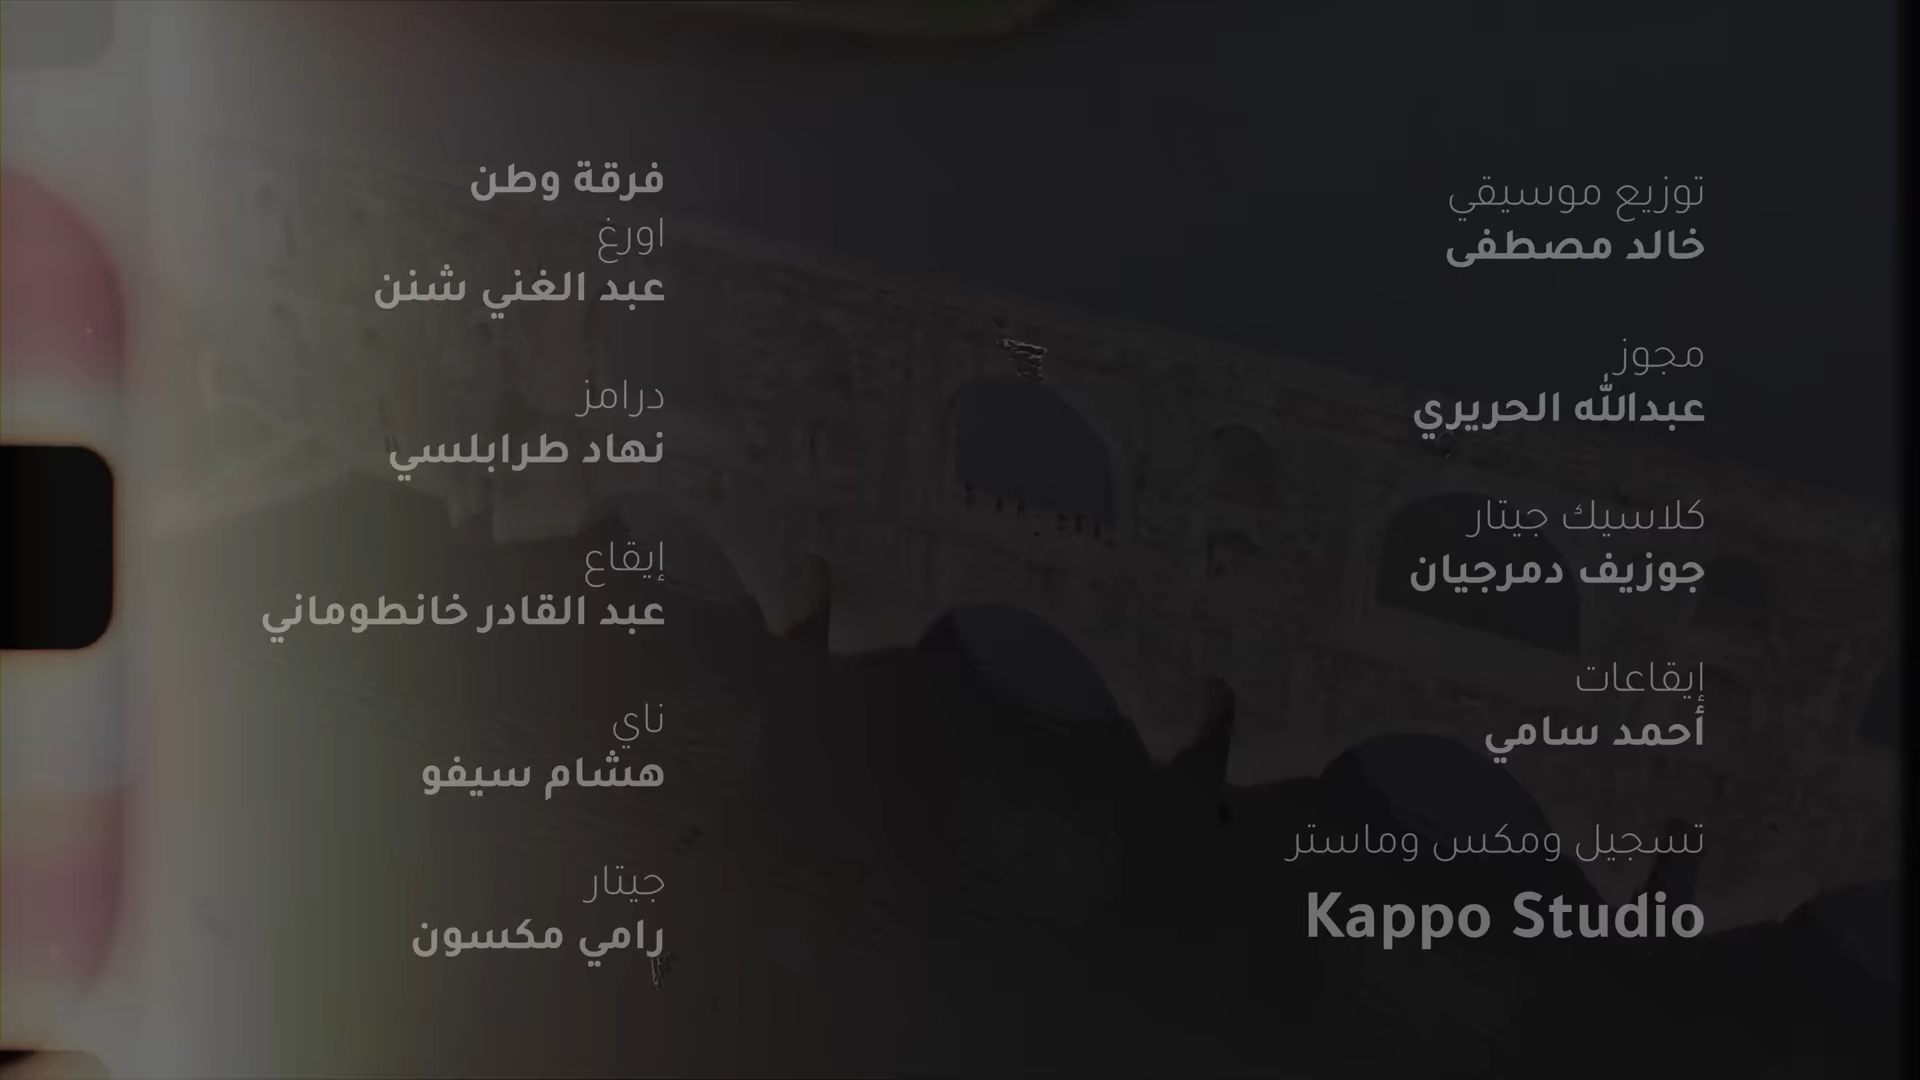 توزيع موسيقي
خالد مصطفى
مجوز
عبدالله الحريري
كلاسيك جيتار
جوزيف دمرجيان
إيقاعات
أحمد سامي
تسجيل ومكس وماستر
Kappo Studio
فرقة وطن
اورغ
عبد الغني شنن
درامز
نهاد طرابلسي
إيقاع
عبد القادر خانطوماني
ناي
هشام سيفو
جيتار
رامي مكسون